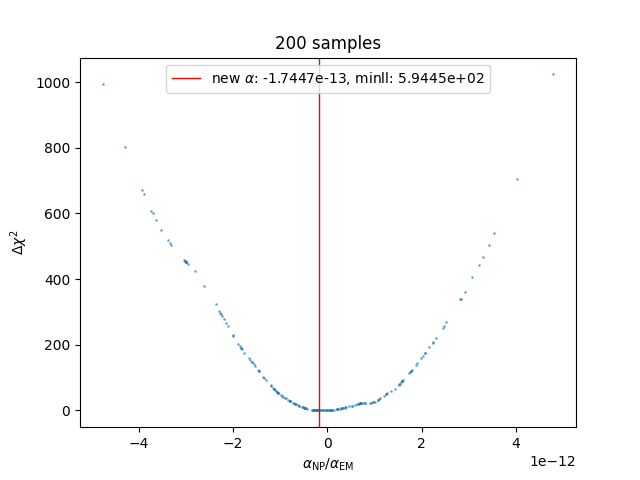 200 samples
new α: -1.7447e-13, minll: 5.9445e+02
Δχ²
1000
800
600
400
200
0
−4 −2 0 2 4
1e−12
α_NP/α_EM